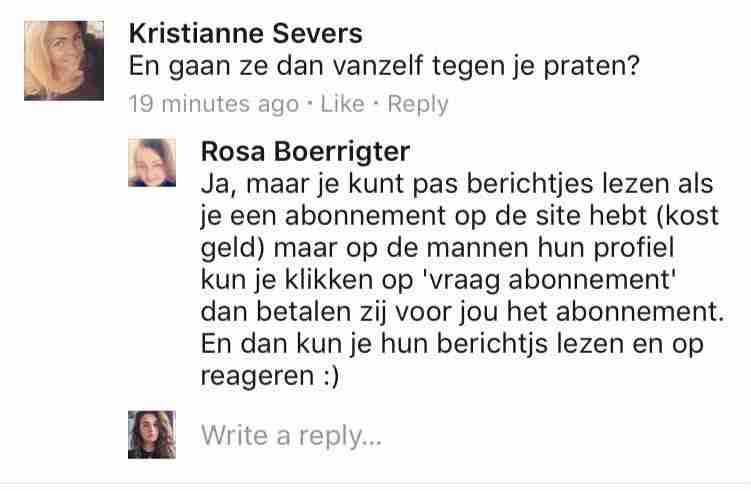 Kristianne Severs
En gaan ze dan vanzelf tegen je praten?
19 minutes ago · Like · Reply
Rosa Boerrigter
Ja, maar je kunt pas berichtjes lezen als
je een abonnement op de site hebt (kost
geld) maar op de mannen hun profiel
kun je klikken op 'vraag abonnement'
dan betalen zij voor jou het abonnement.
En dan kun je hun berichtjs lezen en op
reageren :)
Write a reply...